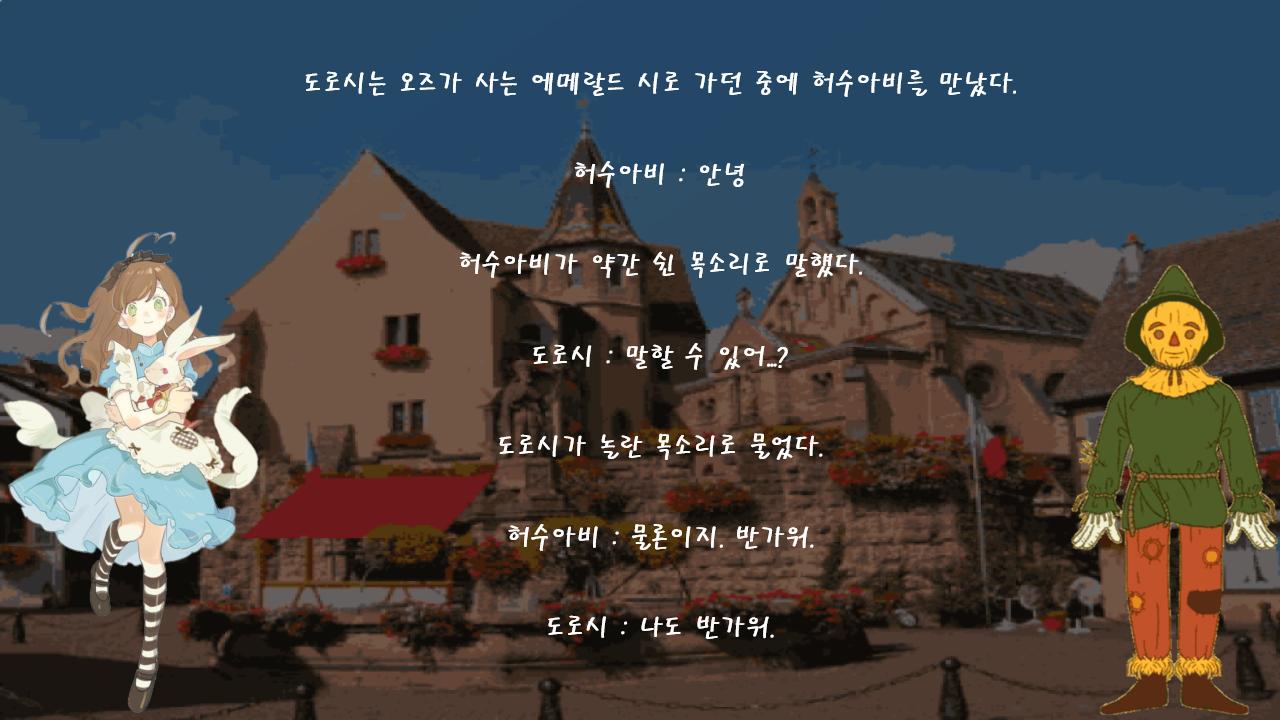 도로시는 오즈가 사는 에메랄드 시로 가던 중에 허수아비를 만났다.
허수아비 : 안녕
허수아비가 약간 쉰 목소리로 말했다.
도로시 : 말할 수 있어...?
도로시가 놀란 목소리로 물었다.
허수아비 : 물론이지. 반가워.
도로시 : 나도 반가워.